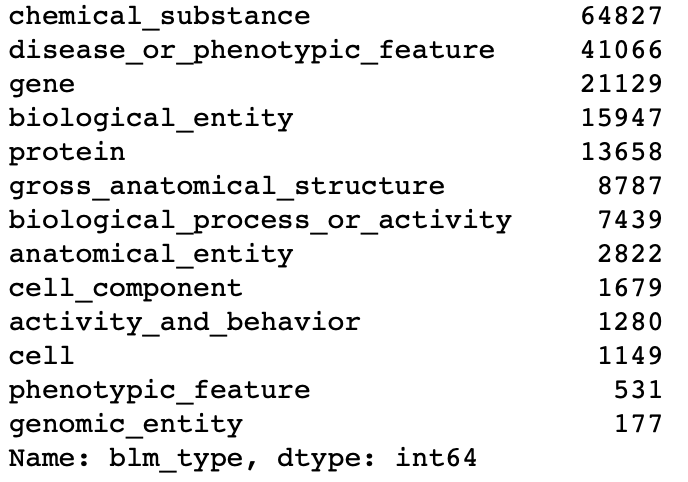 chemical_substance 64827
disease_or_phenotypic_feature 41066
gene 21129
biological_entity 15947
protein 13658
gross_anatomical_structure 8787
biological_process_or_activity 7439
anatomical_entity 2822
cell_component 1679
activity_and_behavior 1280
cell 1149
phenotypic_feature 531
genomic_entity 177
Name: blm_type, dtype: int64